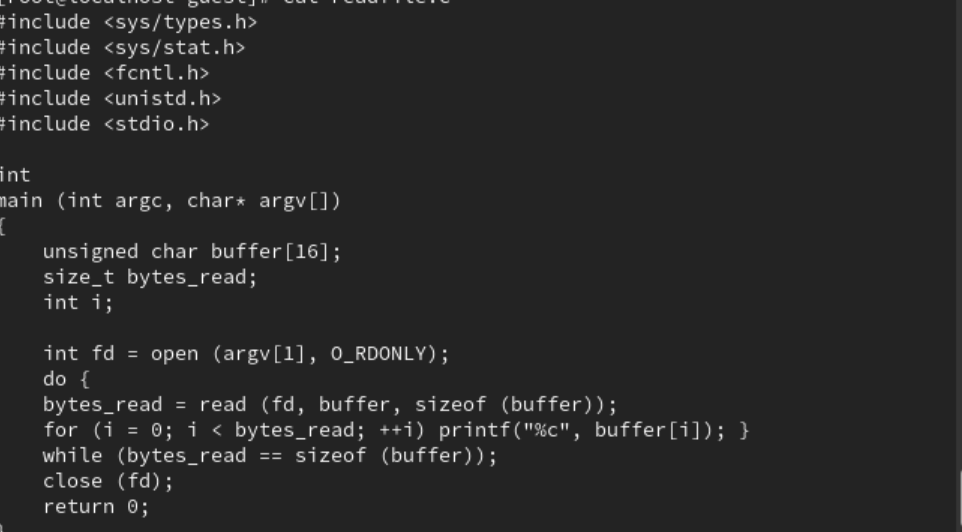 #include <sys/types.h>
#include <sys/stat.h>
#include <fcntl.h>
#include <unistd.h>
#include <stdio.h>

int
main (int argc, char* argv[])
{
    unsigned char buffer[16];
    size_t bytes_read;
    int i;

    int fd = open (argv[1], O_RDONLY);
    do {
    bytes_read = read (fd, buffer, sizeof (buffer));
    for (i = 0; i < bytes_read; ++i) printf("%c", buffer[i]); }
    while (bytes_read == sizeof (buffer));
    close (fd);
    return 0;